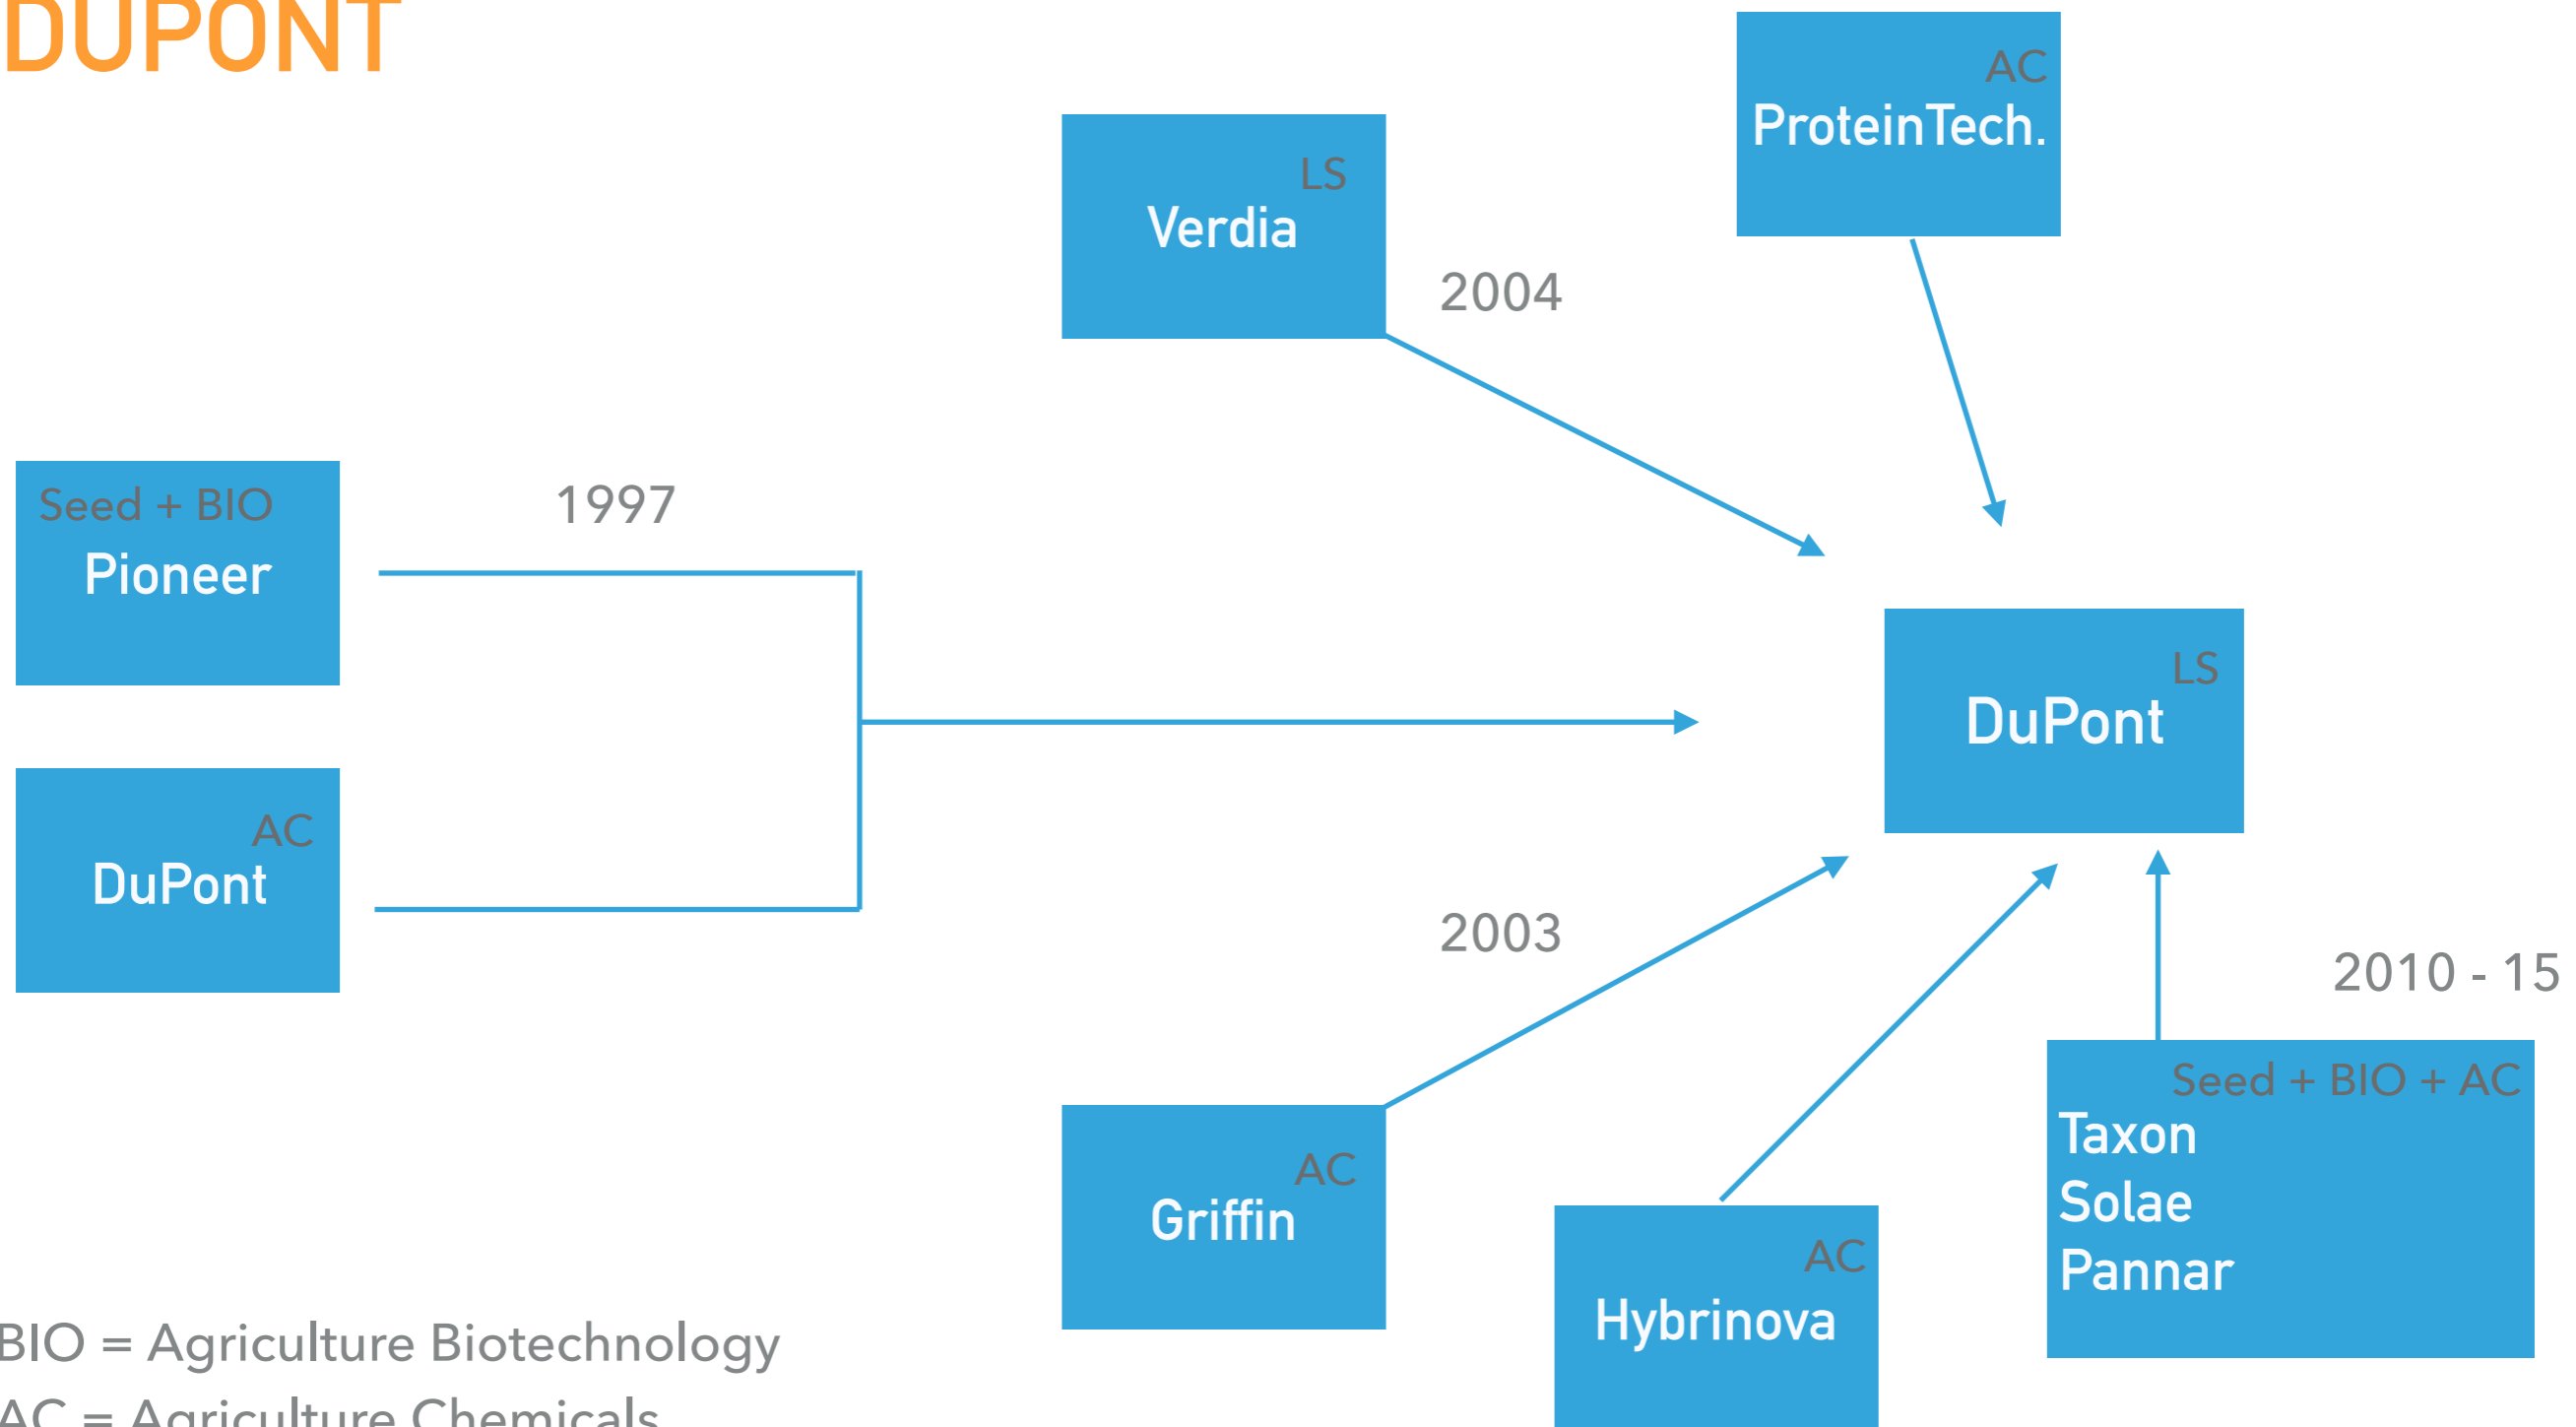 DUPONT
AC
ProteinTech.
LS
Verdia
2004
Seed + BIO
Pioneer
1997
LS
DuPont
AC
DuPont
2003
2010 - 15
Seed + BIO + AC
Taxon
Solae
Pannar
AC
Griffin
AC
Hybrinova
BIO = Agriculture Biotechnology
AC = Agriculture Chemicals